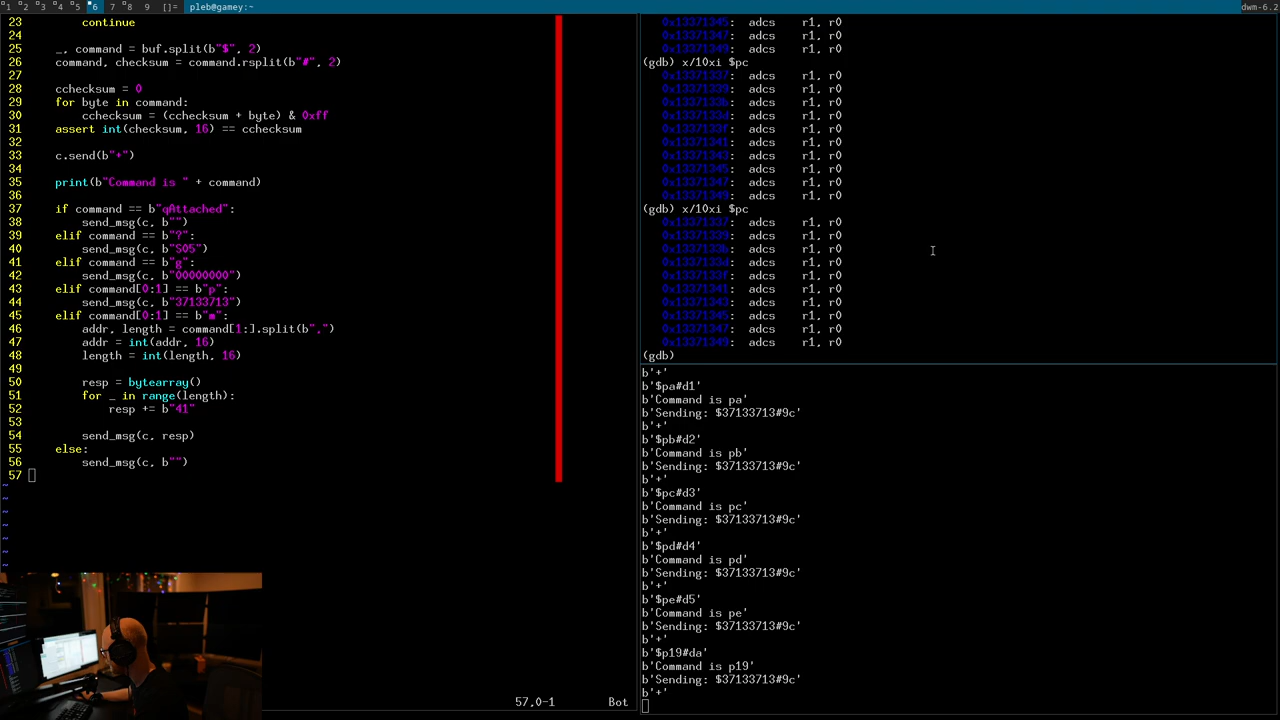 1 2 3 4 5 6 7 8 9 []= pleb@gamey:~ dwm-6.2
23 continue
24
25 _, command = buf.split(b"$", 2)
26 command, checksum = command.rsplit(b"#", 2)
27
28 cchecksum = 0
29 for byte in command:
30 cchecksum = (cchecksum + byte) & 0xff
31 assert int(checksum, 16) == cchecksum
32
33 c.send(b"+")
34
35 print(b"Command is " + command)
36
37 if command == b"qAttached":
38 send_msg(c, b"")
39 elif command == b"?":
40 send_msg(c, b"S05")
41 elif command == b"g":
42 send_msg(c, b"00000000")
43 elif command[0:1] == b"p":
44 send_msg(c, b"37133713")
45 elif command[0:1] == b"m":
46 addr, length = command[1:].split(b",")
47 addr = int(addr, 16)
48 length = int(length, 16)
49
50 resp = bytearray()
51 for _ in range(length):
52 resp += b"41"
53
54 send_msg(c, resp)
55 else:
56 send_msg(c, b"")
57
~
~
~
~
~
~
~
57,0-1 Bot
0x13371345: adcs r1, r0
0x13371347: adcs r1, r0
0x13371349: adcs r1, r0
(gdb) x/10xi $pc
0x13371337: adcs r1, r0
0x13371339: adcs r1, r0
0x1337133b: adcs r1, r0
0x1337133d: adcs r1, r0
0x1337133f: adcs r1, r0
0x13371341: adcs r1, r0
0x13371343: adcs r1, r0
0x13371345: adcs r1, r0
0x13371347: adcs r1, r0
0x13371349: adcs r1, r0
(gdb) x/10xi $pc
0x13371337: adcs r1, r0
0x13371339: adcs r1, r0
0x1337133b: adcs r1, r0
0x1337133d: adcs r1, r0
0x1337133f: adcs r1, r0
0x13371341: adcs r1, r0
0x13371343: adcs r1, r0
0x13371345: adcs r1, r0
0x13371347: adcs r1, r0
0x13371349: adcs r1, r0
(gdb)
b'+'
b'$pa#d1'
b'Command is pa'
b'Sending: $37133713#9c'
b'+'
b'$pb#d2'
b'Command is pb'
b'Sending: $37133713#9c'
b'+'
b'$pc#d3'
b'Command is pc'
b'Sending: $37133713#9c'
b'+'
b'$pd#d4'
b'Command is pd'
b'Sending: $37133713#9c'
b'+'
b'$pe#d5'
b'Command is pe'
b'Sending: $37133713#9c'
b'+'
b'$p19#da'
b'Command is p19'
b'Sending: $37133713#9c'
b'+'